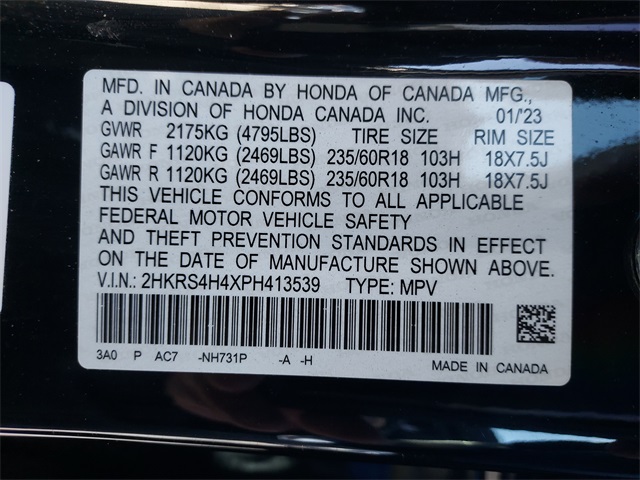 MFD. IN CANADA BY HONDA OF CANADA MFG.,
A DIVISION OF HONDA CANADA INC. 01/'23
GVWR 2175KG (4795LBS) TIRE SIZE RIM SIZE
GAWR F 1120KG (2469LBS) 235/60R18 103H 18X7.5J
GAWR R 1120KG (2469LBS) 235/60R18 103H 18X7.5J
THIS VEHICLE CONFORMS TO ALL APPLICABLE
FEDERAL MOTOR VEHICLE SAFETY
AND THEFT PREVENTION STANDARDS IN EFFECT
ON THE DATE OF MANUFACTURE SHOWN ABOVE.
V.I.N.: 2HKRS4H4XPH413539 TYPE: MPV
3A0 P AC7 -NH731P -A -H MADE IN CANADA